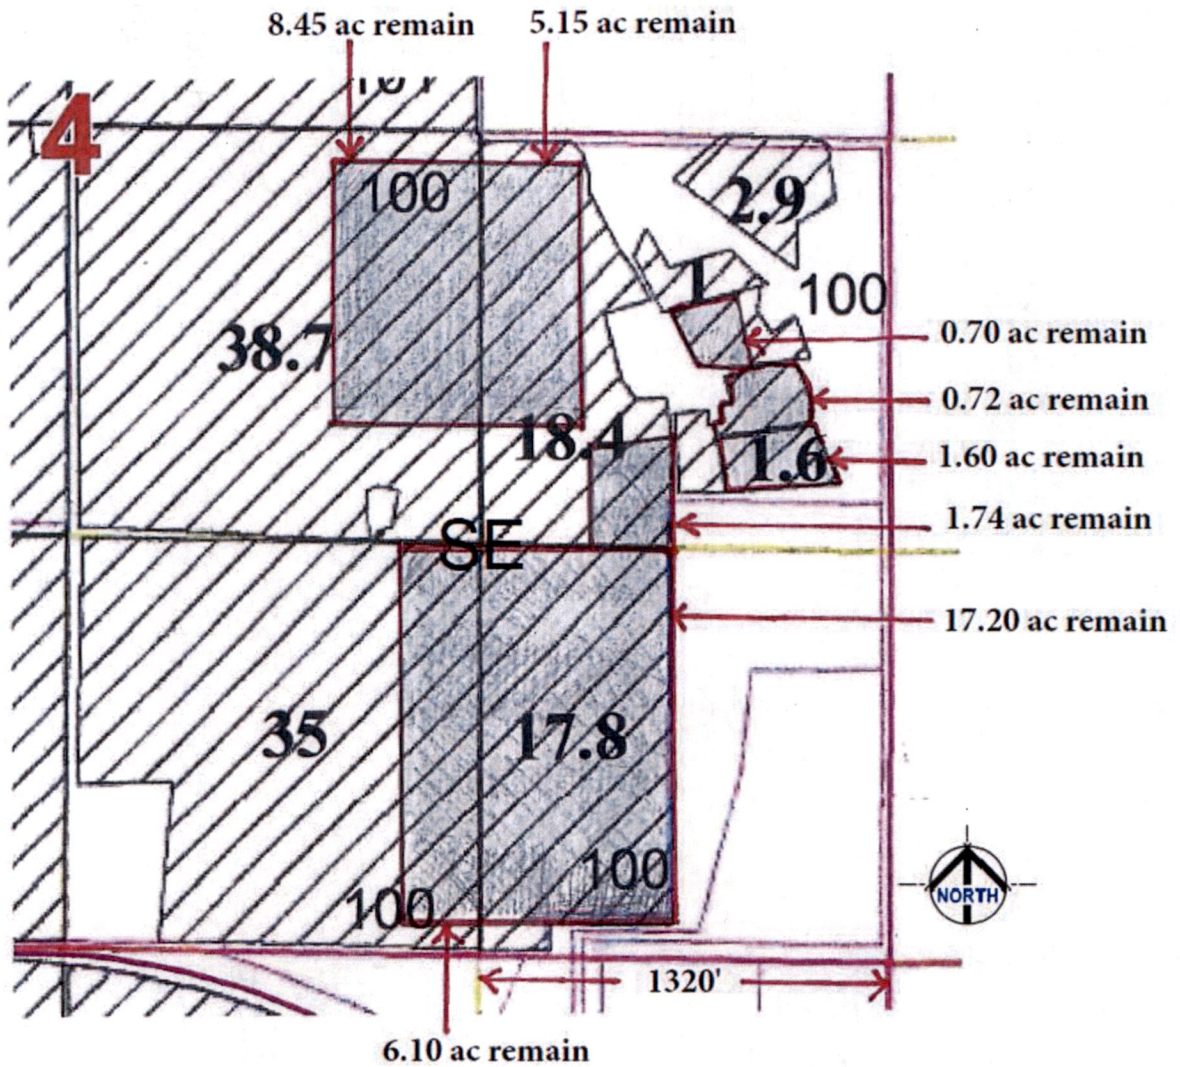 8.45 ac remain
5.15 ac remain
4
100
2.9
1
100
38.7
0.70 ac remain
0.72 ac remain
18.4
1.6
1.60 ac remain
1.74 ac remain
SE
17.20 ac remain
35
17.8
100
100
NORTH
1320'
6.10 ac remain